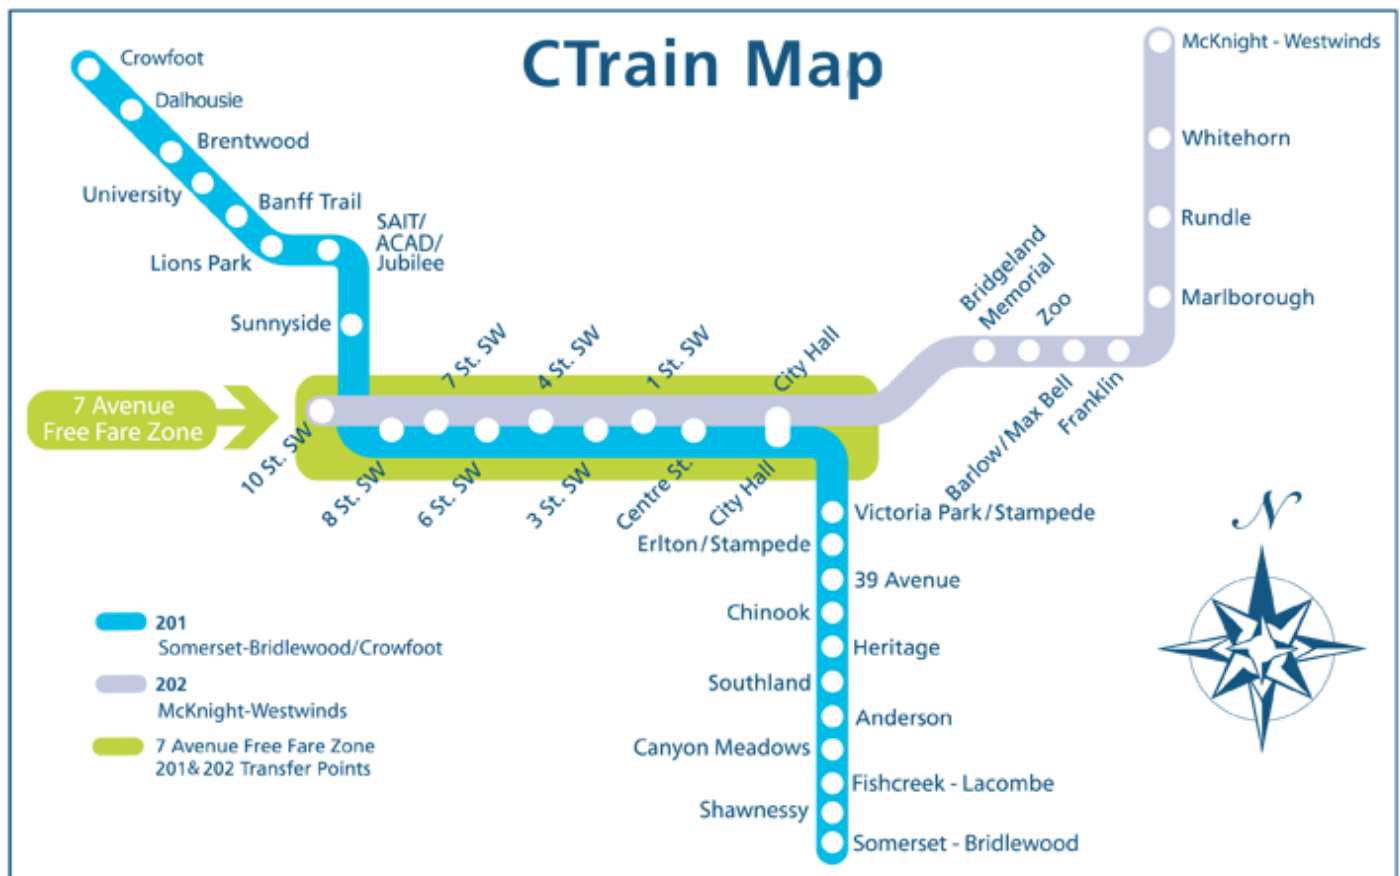 CTrain Map
Crowfoot
Dalhousie
Brentwood
University
Banff Trail
Lions Park
SAIT/
ACAD/
Jubilee
Sunnyside
7 Avenue
Free Fare Zone
10 St. SW
8 St. SW
7 St. SW
6 St. SW
4 St. SW
3 St. SW
1 St. SW
Centre St.
City Hall
City Hall
Bridgeland
Memorial
Zoo
Barlow/Max Bell
Franklin
McKnight - Westwinds
Whitehorn
Rundle
Marlborough
Victoria Park/Stampede
Erlton/Stampede
39 Avenue
Chinook
Heritage
Southland
Anderson
Canyon Meadows
Fishcreek - Lacombe
Shawnessy
Somerset - Bridlewood
201
Somerset-Bridlewood/Crowfoot
202
McKnight-Westwinds
7 Avenue Free Fare Zone
201&202 Transfer Points
N